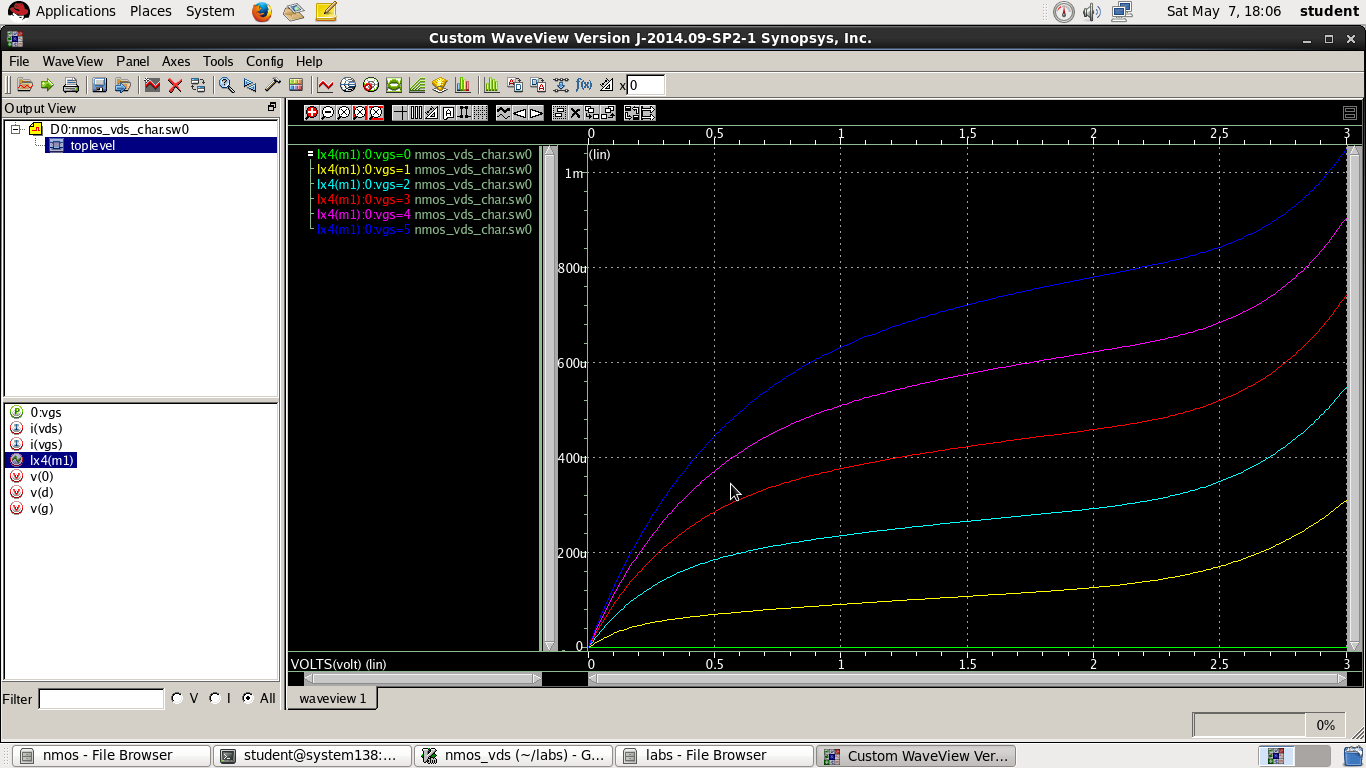 Applications Places System Sat May 7, 18:06 student
Custom WaveView Version J-2014.09-SP2-1 Synopsys, Inc.
File WaveView Panel Axes Tools Config Help
x 0
Output View
D0:nmos_vds_char.sw0
toplevel
0:vgs
i(vds)
i(vgs)
lx4(m1)
v(0)
v(d)
v(g)
Filter V I All
0 0.5 1 1.5 2 2.5 3
lx4(m1):0:vgs=0 nmos_vds_char.sw0
lx4(m1):0:vgs=1 nmos_vds_char.sw0
lx4(m1):0:vgs=2 nmos_vds_char.sw0
lx4(m1):0:vgs=3 nmos_vds_char.sw0
lx4(m1):0:vgs=4 nmos_vds_char.sw0
lx4(m1):0:vgs=5 nmos_vds_char.sw0
(lin)
1m
800u
600u
400u
200u
0
VOLTS(volt) (lin) 0 0.5 1 1.5 2 2.5 3
waveview 1
0%
nmos - File Browser student@system138:... nmos_vds (~/labs) - G... labs - File Browser Custom WaveView Ver...